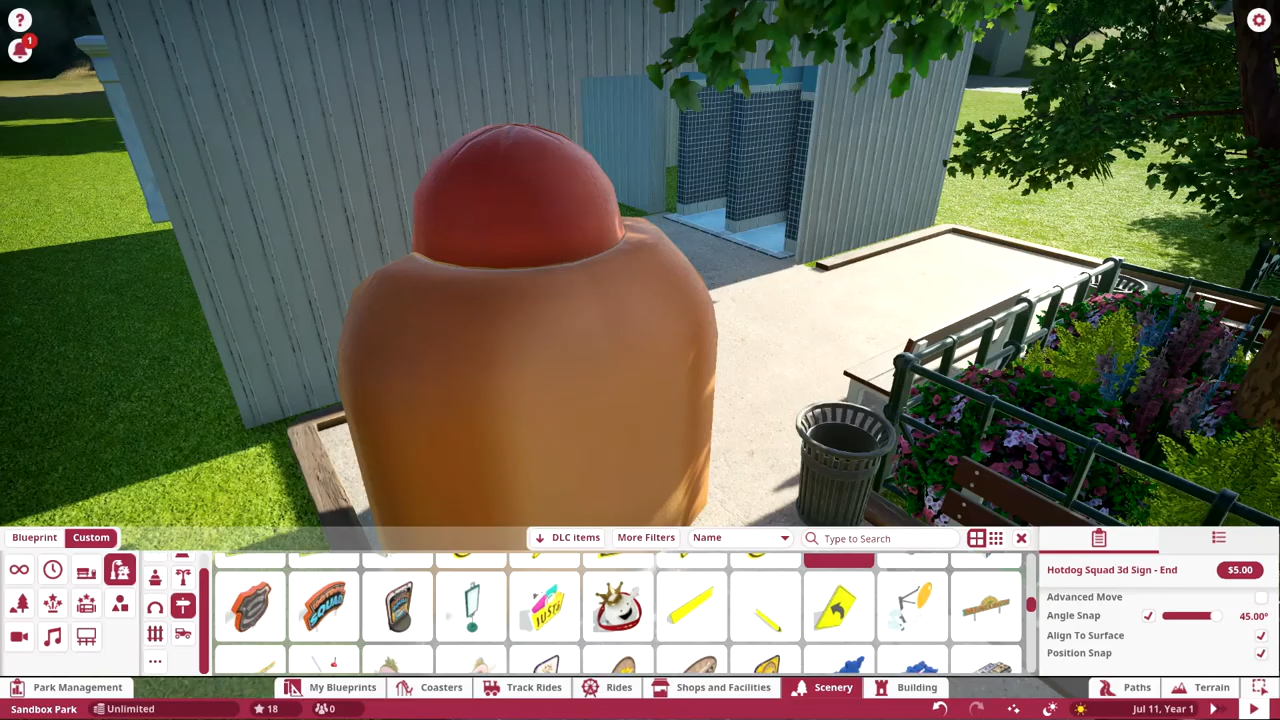 ?
1
Blueprint
Custom
DLC items
More Filters
Name
Type to Search
Hotdog Squad 3d Sign - End
$5.00
Advanced Move
Angle Snap
45.00°
Align To Surface
Position Snap
SQUAD
Park Management
My Blueprints
Coasters
Track Rides
Rides
Shops and Facilities
Scenery
Building
Paths
Terrain
Sandbox Park
Unlimited
18
0
Jul 11, Year 1